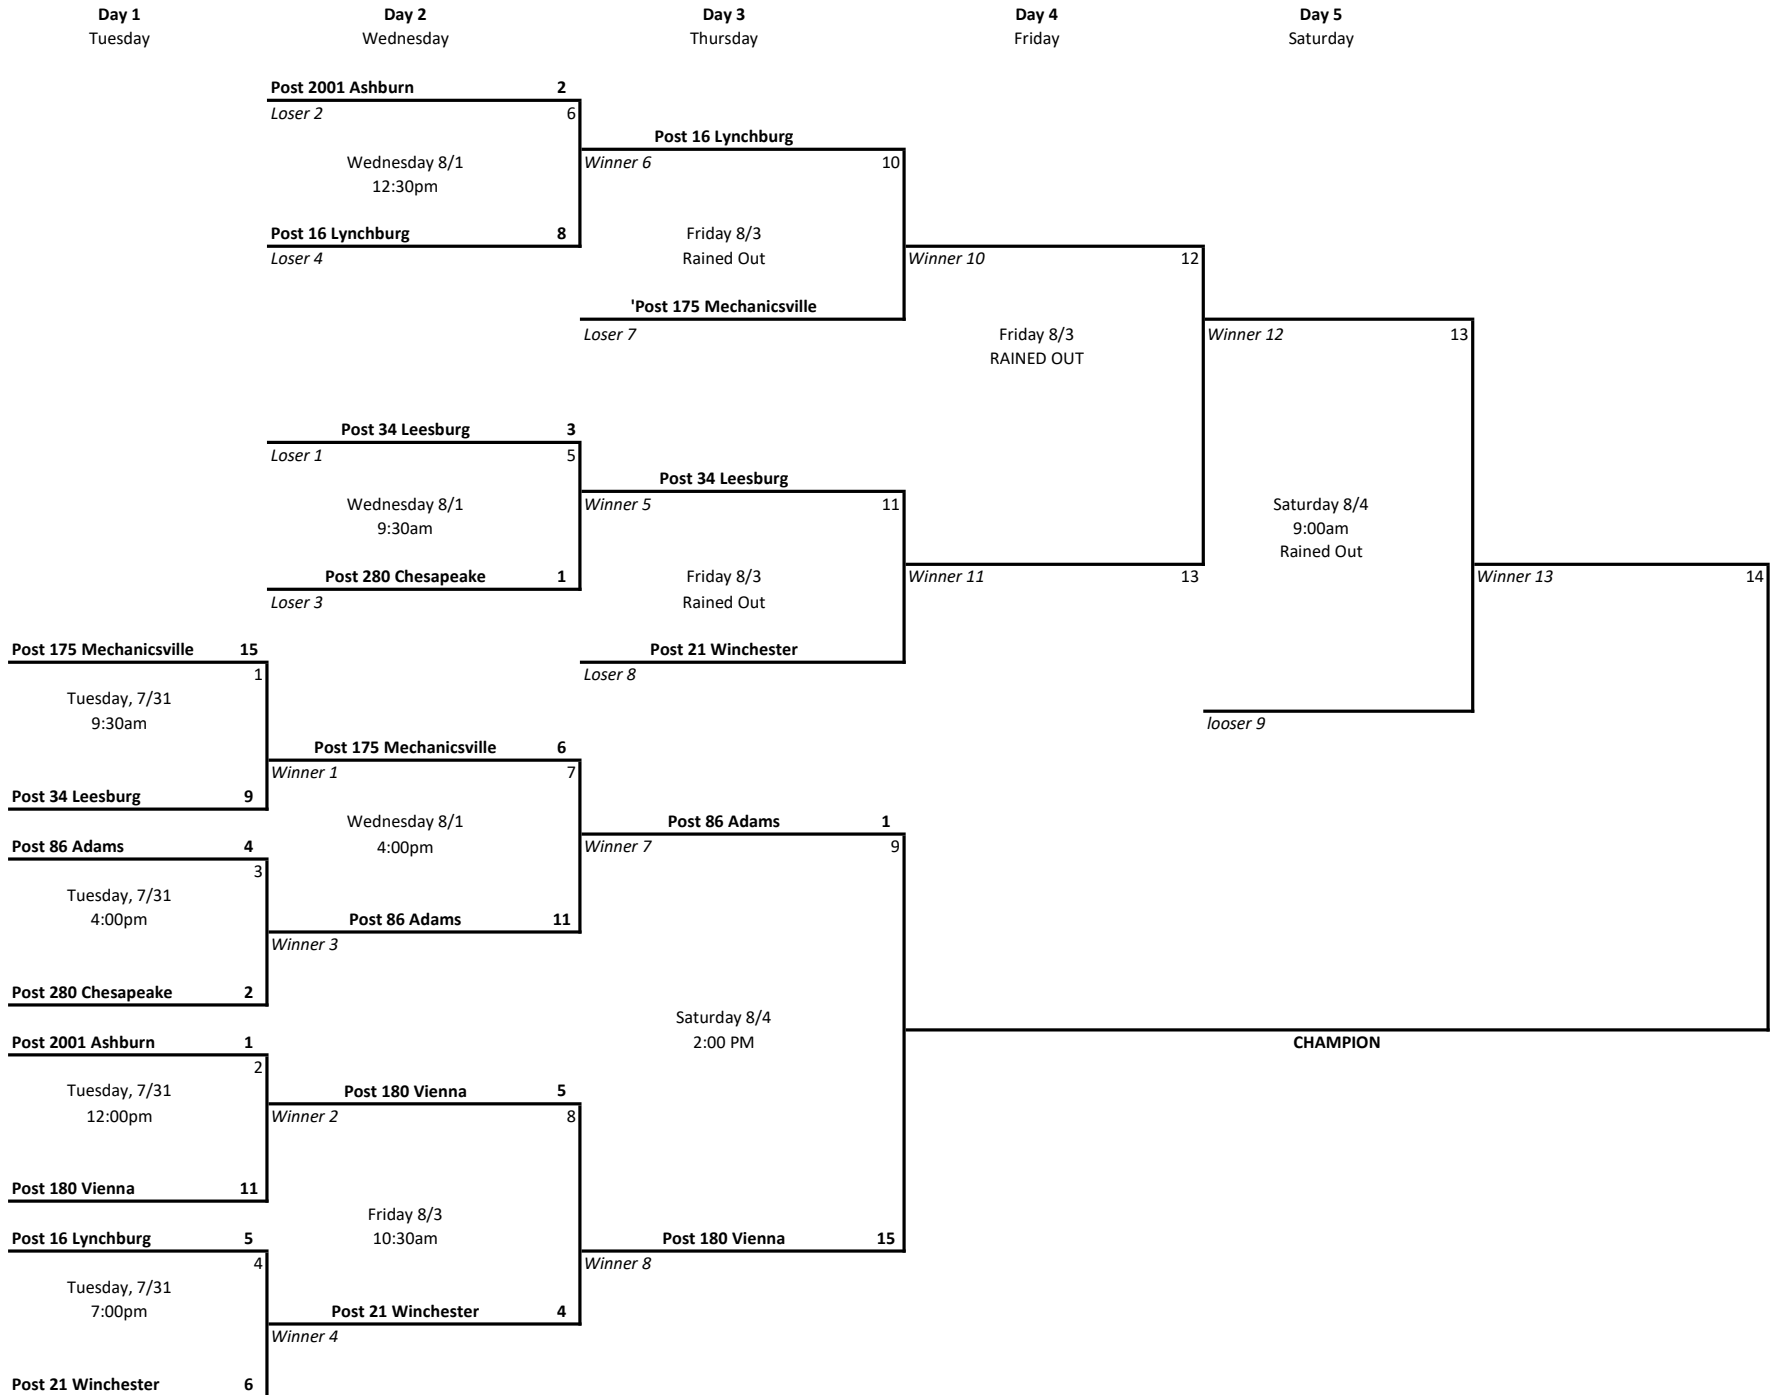 Day 1 Day 2 Day 3 Day 4 Day 5
Tuesday Wednesday Thursday Friday Saturday
Post 2001 Ashburn 2
Loser 2 6
Post 16 Lynchburg
Wednesday 8/1 Winner 6 10
12:30pm
Post 16 Lynchburg 8 Friday 8/3
Loser 4 Rained Out Winner 10 12
'Post 175 Mechanicsville
Loser 7 Friday 8/3 Winner 12 13
RAINED OUT
Post 34 Leesburg 3
Loser 1 5
Post 34 Leesburg
Wednesday 8/1 Winner 5 11 Saturday 8/4
9:30am 9:00am
Rained Out
Post 280 Chesapeake 1 Friday 8/3 Winner 11 13 Winner 13 14
Loser 3 Rained Out
Post 175 Mechanicsville 15 Post 21 Winchester
1 Loser 8
Tuesday, 7/31
9:30am looser 9
Post 175 Mechanicsville 6
Winner 1 7
Post 34 Leesburg 9
Wednesday 8/1 Post 86 Adams 1
Post 86 Adams 4 4:00pm Winner 7 9
3
Tuesday, 7/31
4:00pm Post 86 Adams 11
Winner 3
Post 280 Chesapeake 2
Saturday 8/4
Post 2001 Ashburn 1 2:00 PM CHAMPION
2
Tuesday, 7/31 Post 180 Vienna 5
12:00pm Winner 2 8
Post 180 Vienna 11
Friday 8/3
Post 16 Lynchburg 5 10:30am Post 180 Vienna 15
4 Winner 8
Tuesday, 7/31
7:00pm Post 21 Winchester 4
Winner 4
Post 21 Winchester 6